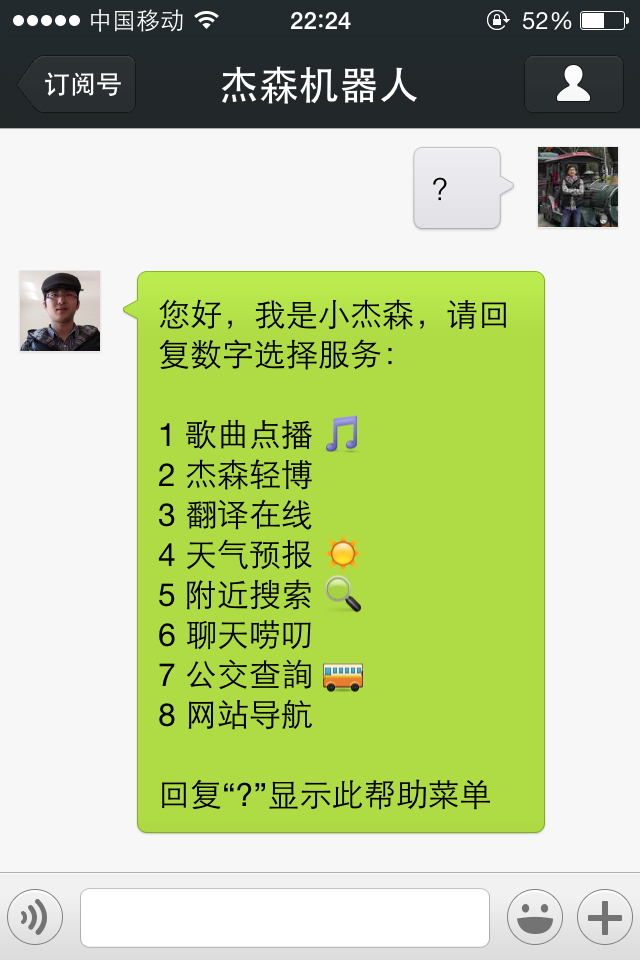 中国移动
22:24
52%
订阅号
杰森机器人
?
您好，我是小杰森，请回
复数字选择服务：
1 歌曲点播
2 杰森轻博
3 翻译在线
4 天气预报
5 附近搜索
6 聊天唠叨
7 公交查詢
8 网站导航
回复“?”显示此帮助菜单